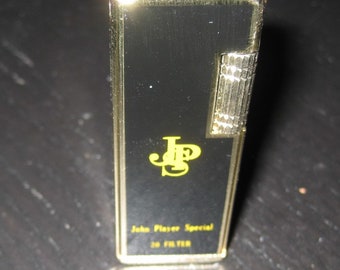 JPS
John Player Special
20 FILTER